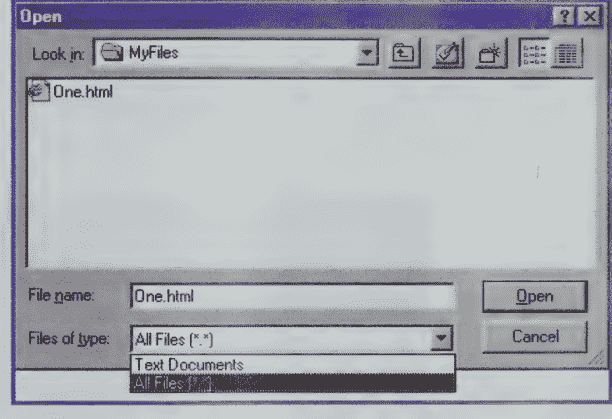 Open
Look in: MyFiles
One.html
File name: One.html Open
Files of type: All Files (*.*) Cancel
Text Documents
All Files (*.*)